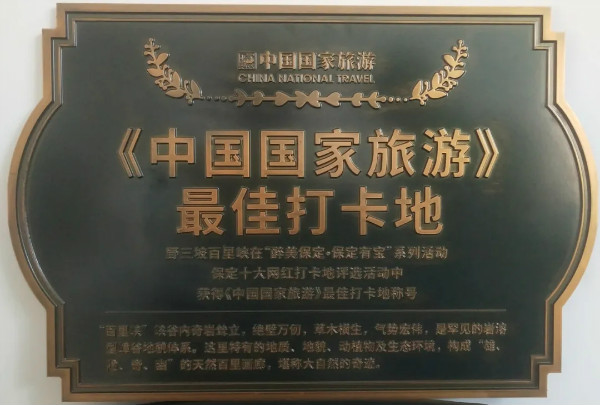 中国国家旅游
CHINA NATIONAL TRAVEL
《中国国家旅游》
最佳打卡地
野三坡百里峡在“醉美保定·保定有宝”系列活动
保定十大网红打卡地评选活动中
获得《中国国家旅游》最佳打卡地称号
“百里峡”峡谷内奇岩耸立，绝壁万仞，草木横生，气势宏伟，是罕见的岩溶
型峰谷地貌体系。这里特有的地质、地貌、动植物及生态环境，构成“雄、
、奇、幽”的天然百里画廊，堪称大自然的奇迹。